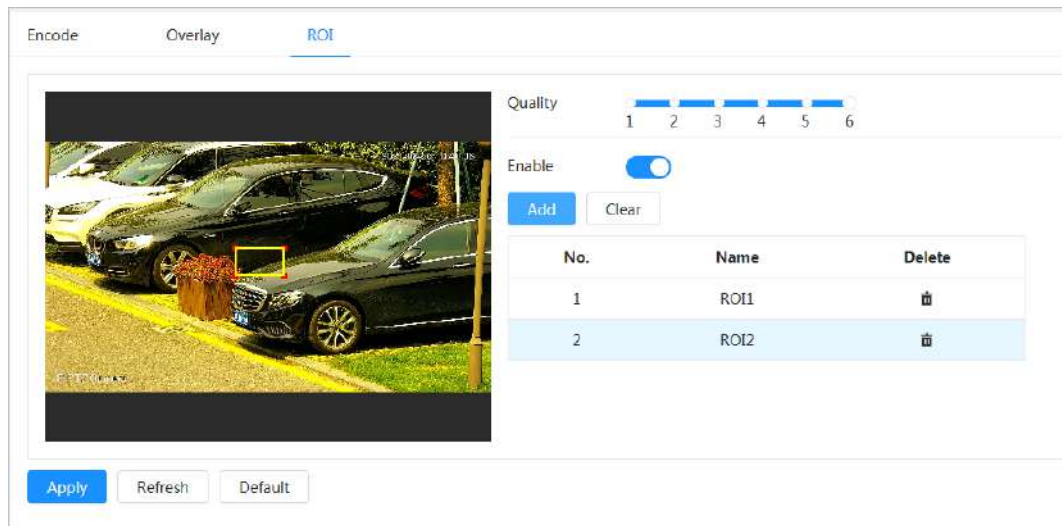 Encode Overlay ROI
Quality
1 2 3 4 5 6
Enable
Add Clear
No. Name Delete
1 ROI1
2 ROI2
Apply Refresh Default